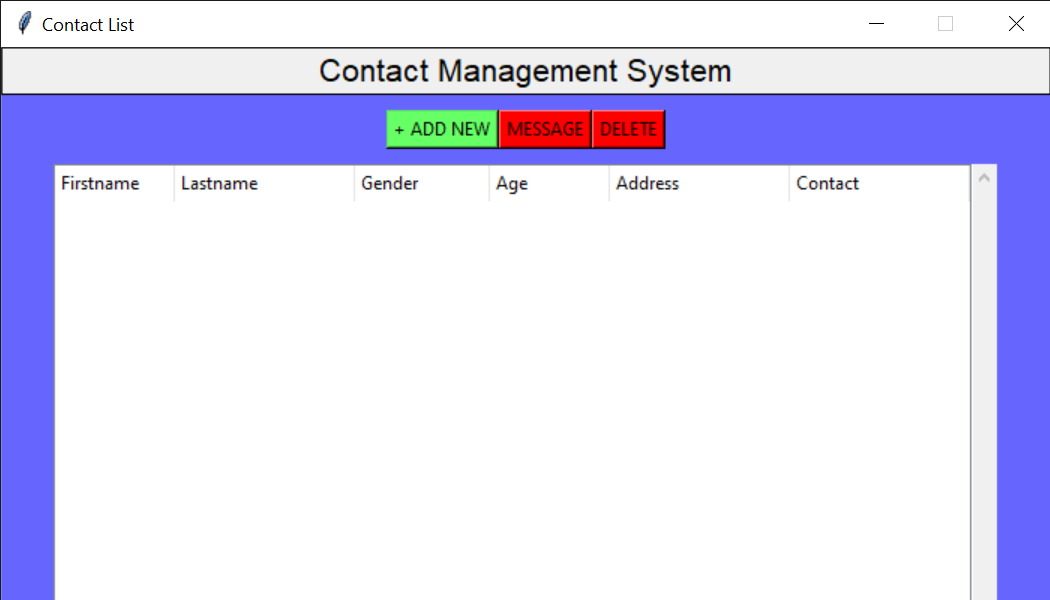 Contact List
Contact Management System
+ ADD NEW MESSAGE DELETE
Firstname Lastname Gender Age Address Contact